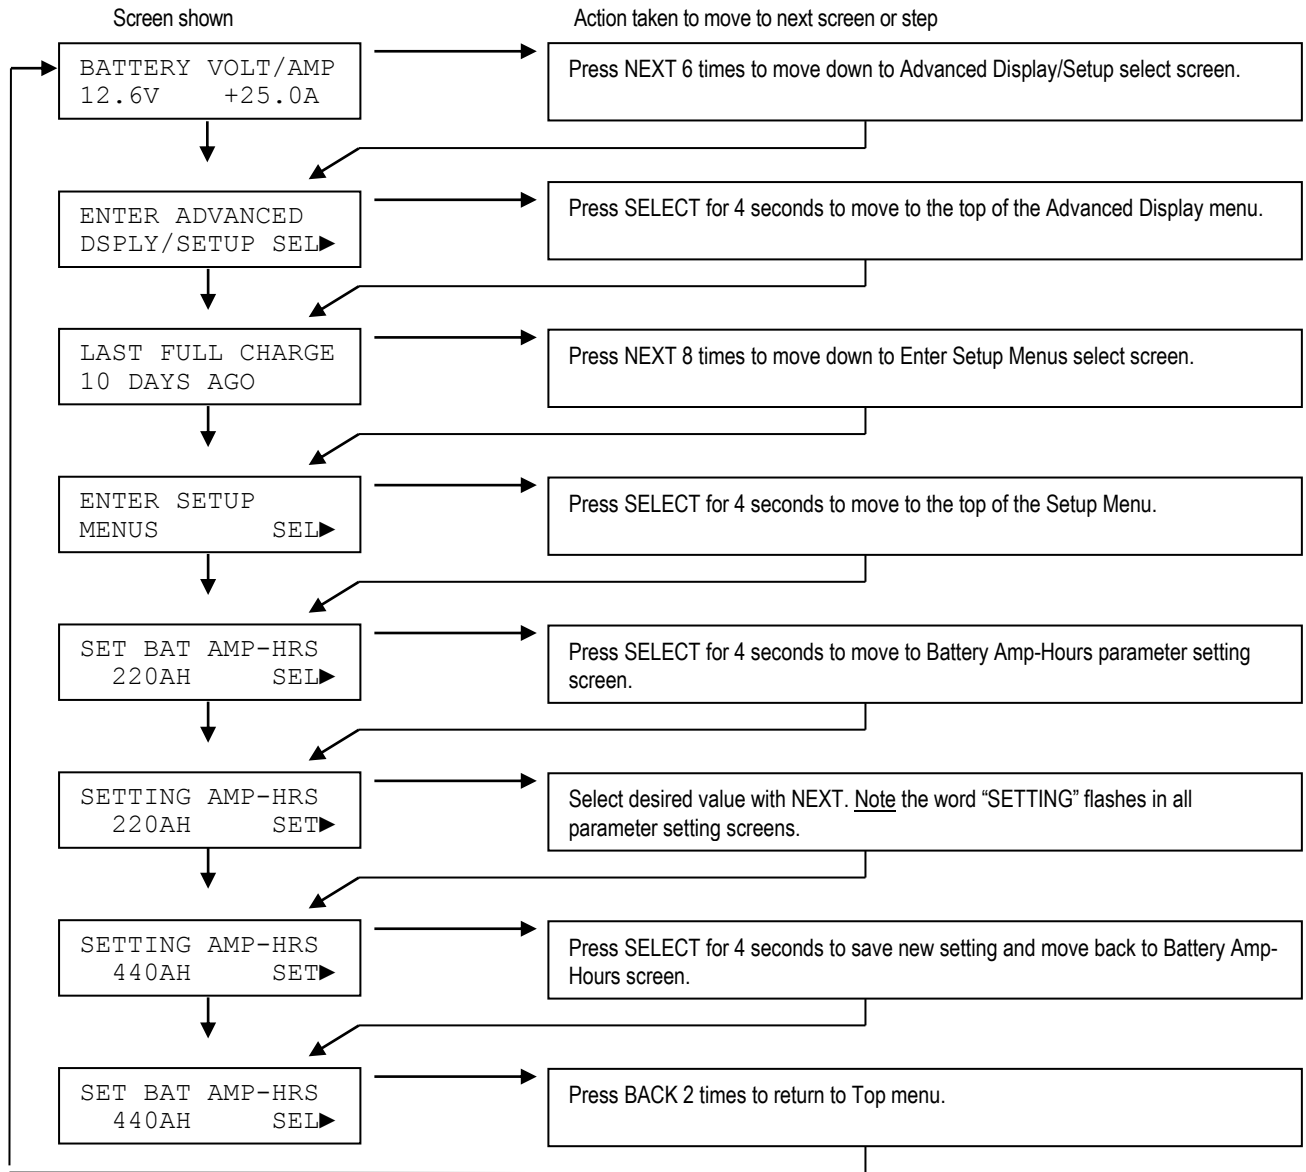 Screen shown
Action taken to move to next screen or step
BATTERY VOLT/AMP
12.6V +25.0A
Press NEXT 6 times to move down to Advanced Display/Setup select screen.
ENTER ADVANCED
DSPLY/SETUP SEL►
Press SELECT for 4 seconds to move to the top of the Advanced Display menu.
LAST FULL CHARGE
10 DAYS AGO
Press NEXT 8 times to move down to Enter Setup Menus select screen.
ENTER SETUP
MENUS SEL►
Press SELECT for 4 seconds to move to the top of the Setup Menu.
SET BAT AMP-HRS
220AH SEL►
Press SELECT for 4 seconds to move to Battery Amp-Hours parameter setting
screen.
SETTING AMP-HRS
220AH SET►
Select desired value with NEXT. Note the word “SETTING” flashes in all
parameter setting screens.
SETTING AMP-HRS
440AH SET►
Press SELECT for 4 seconds to save new setting and move back to Battery Amp-
Hours screen.
SET BAT AMP-HRS
440AH SEL►
Press BACK 2 times to return to Top menu.